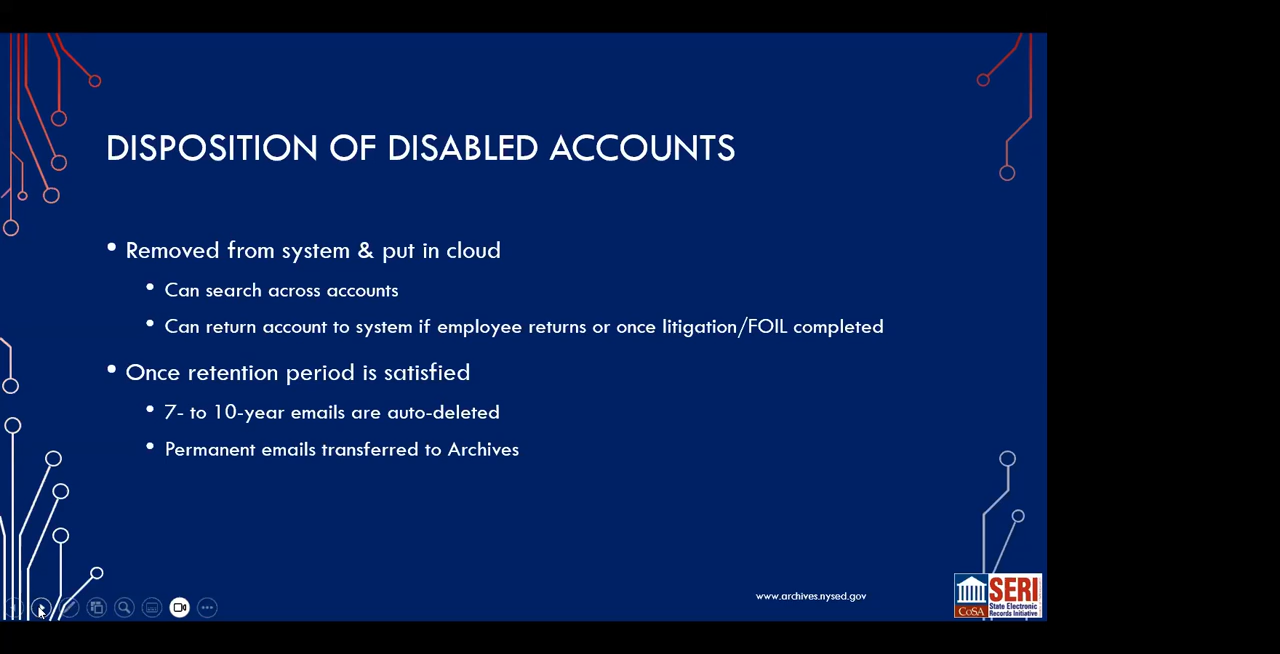 DISPOSITION OF DISABLED ACCOUNTS
• Removed from system & put in cloud
• Can search across accounts
• Can return account to system if employee returns or once litigation/FOIL completed
• Once retention period is satisfied
• 7- to 10-year emails are auto-deleted
• Permanent emails transferred to Archives
www.archives.nysed.gov
CoSA
SERI
State Electronic
Records Initiative